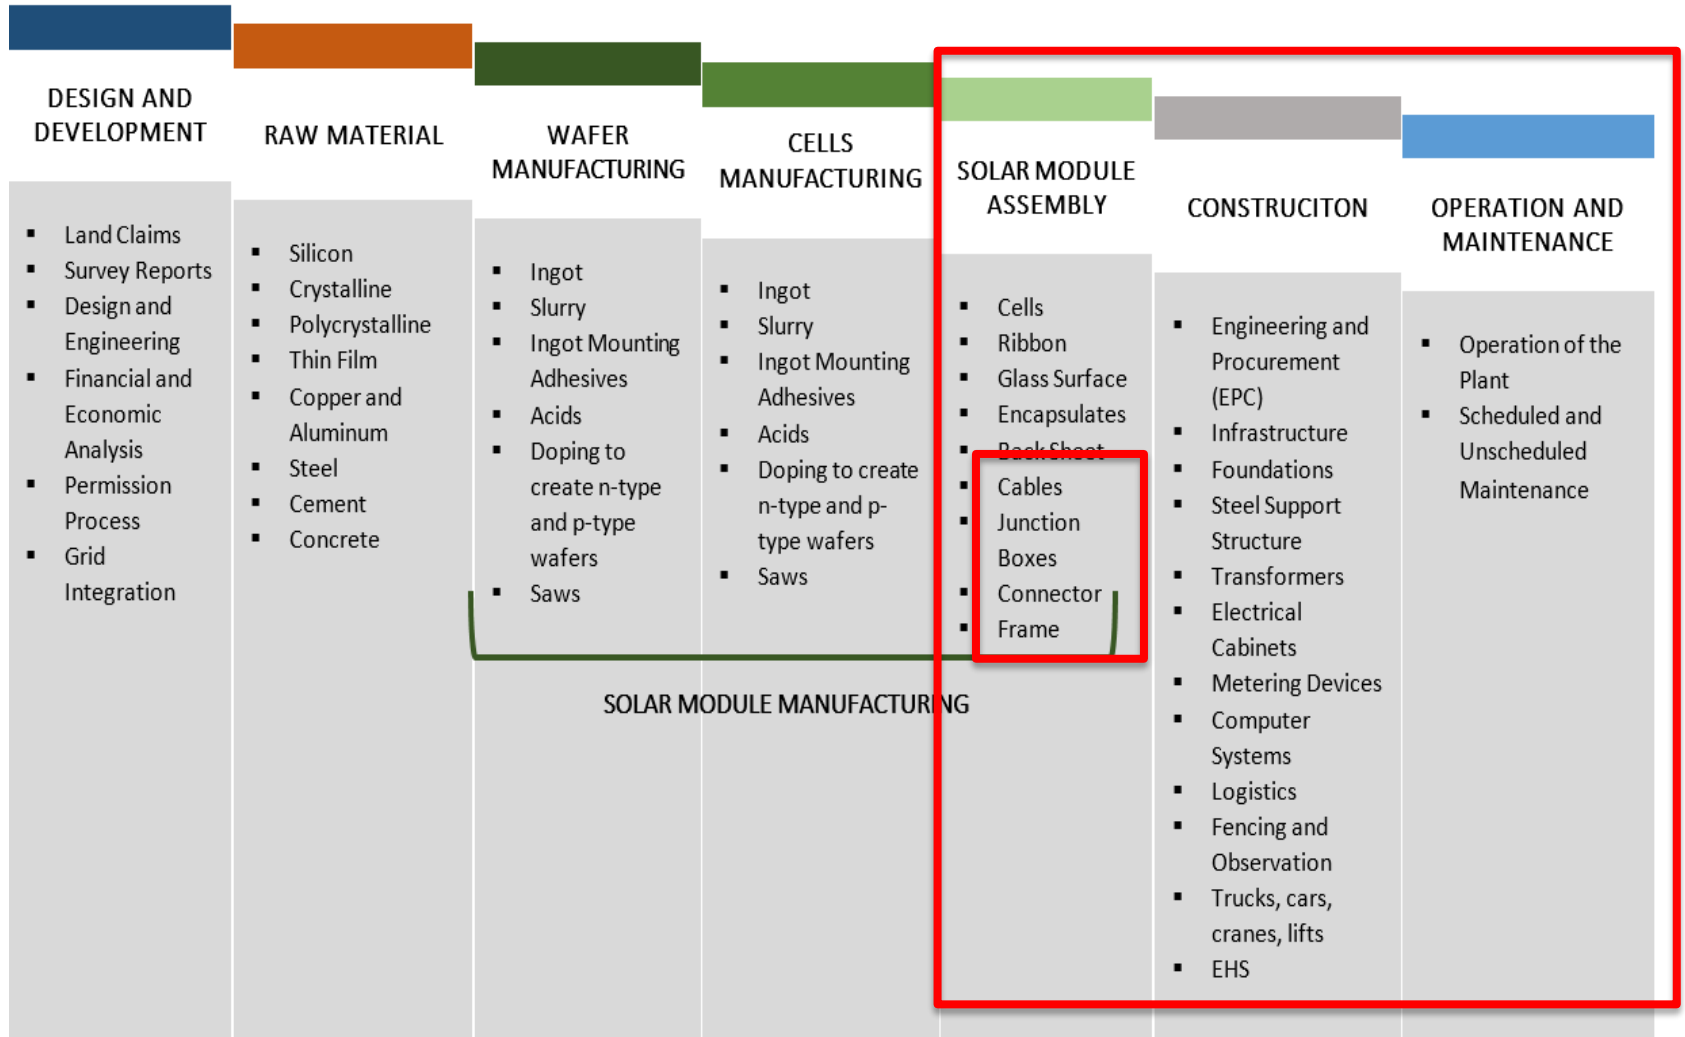 DESIGN AND
DEVELOPMENT
Land Claims
Survey Reports
Design and
Engineering
Financial and
Economic
Analysis
Permission
Process
Grid
Integration
RAW MATERIAL
Silicon
Crystalline
Polycrystalline
Thin Film
Copper and
Aluminum
Steel
Cement
Concrete
WAFER
MANUFACTURING
Ingot
Slurry
Ingot Mounting
Adhesives
Acids
Doping to
create n-type
and p-type
wafers
Saws
CELLS
MANUFACTURING
Ingot
Slurry
Ingot Mounting
Adhesives
Acids
Doping to create
n-type and p-
type wafers
Saws
SOLAR MODULE
ASSEMBLY
Cells
Ribbon
Glass Surface
Encapsulates
Back Sheet
Cables
Junction
Boxes
Connector
Frame
SOLAR MODULE MANUFACTURING
CONSTRUCITON
Engineering and
Procurement
(EPC)
Infrastructure
Foundations
Steel Support
Structure
Transformers
Electrical
Cabinets
Metering Devices
Computer
Systems
Logistics
Fencing and
Observation
Trucks, cars,
cranes, lifts
EHS
OPERATION AND
MAINTENANCE
Operation of the
Plant
Scheduled and
Unscheduled
Maintenance